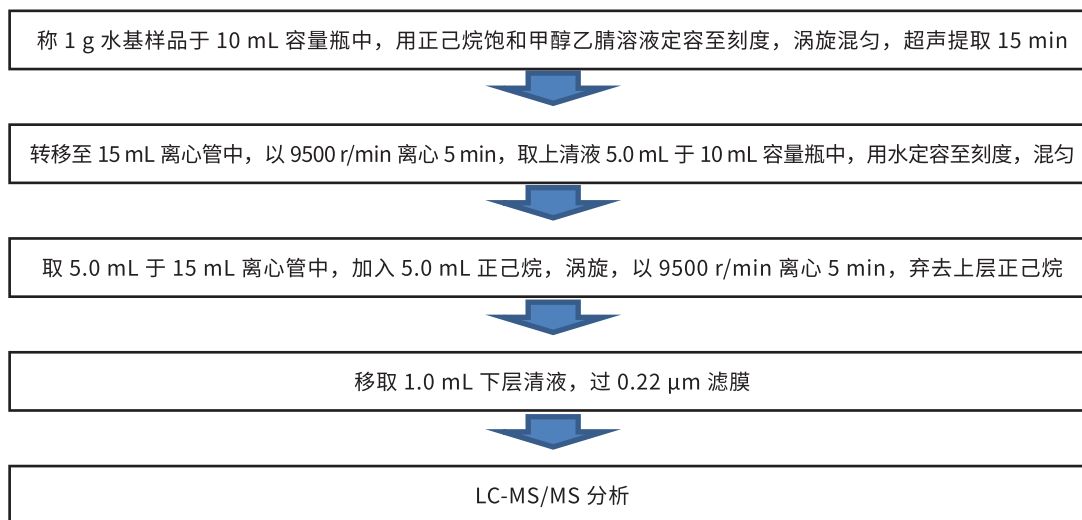 称 1 g 水基样品于 10 mL 容量瓶中，用正己烷饱和甲醇乙腈溶液定容至刻度，涡旋混匀，超声提取 15 min
转移至 15 mL 离心管中，以 9500 r/min 离心 5 min，取上清液 5.0 mL 于 10 mL 容量瓶中，用水定容至刻度，混匀
取 5.0 mL 于 15 mL 离心管中，加入 5.0 mL 正己烷，涡旋，以 9500 r/min 离心 5 min，弃去上层正己烷
移取 1.0 mL 下层清液，过 0.22 μm 滤膜
LC-MS/MS 分析